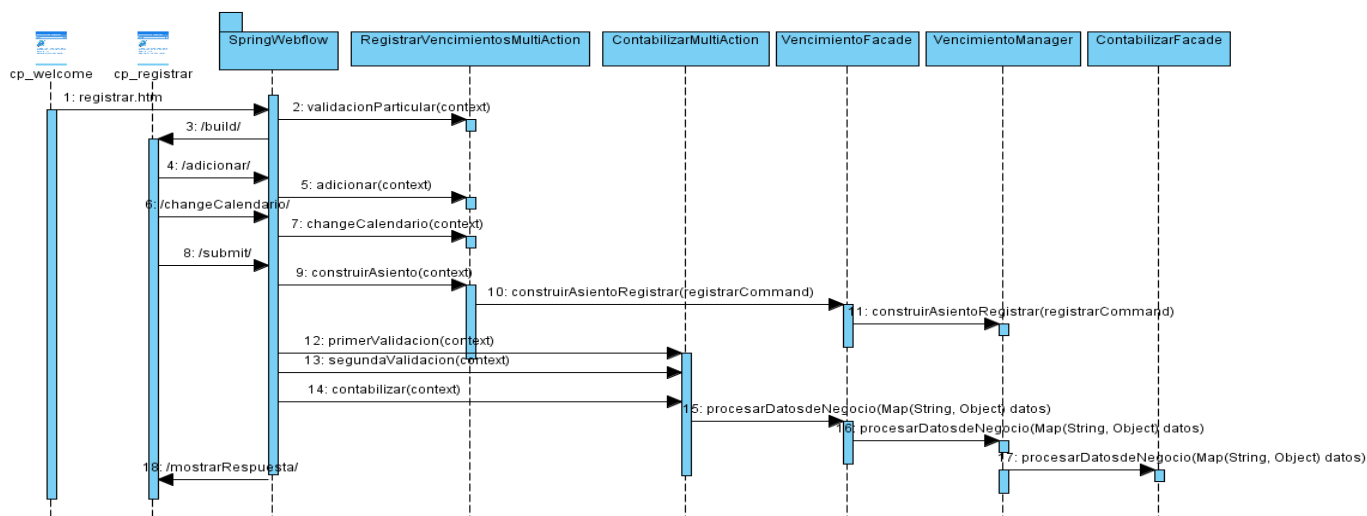 SpringWebflow
RegistrarVencimientosMultiAction
ContabilizarMultiAction
VencimientoFacade
VencimientoManager
ContabilizarFacade
cp_welcome
cp_registrar
1: registrar.htm
2: validacionParticular(context)
3: /build/
4: /adicionar/
5: adicionar(context)
6: /changeCalendario/
7: changeCalendario(context)
8: /submit/
9: construirAsiento(context)
10: construirAsientoRegistrar(registrarCommand)
11: construirAsientoRegistrar(registrarCommand)
12: primerValidacion(context)
13: segundaValidacion(context)
14: contabilizar(context)
15: procesarDatosdeNegocio(Map(String, Object) datos)
16: procesarDatosdeNegocio(Map(String, Object) datos)
17: procesarDatosdeNegocio(Map(String, Object) datos)
18: /mostrarRespuesta/